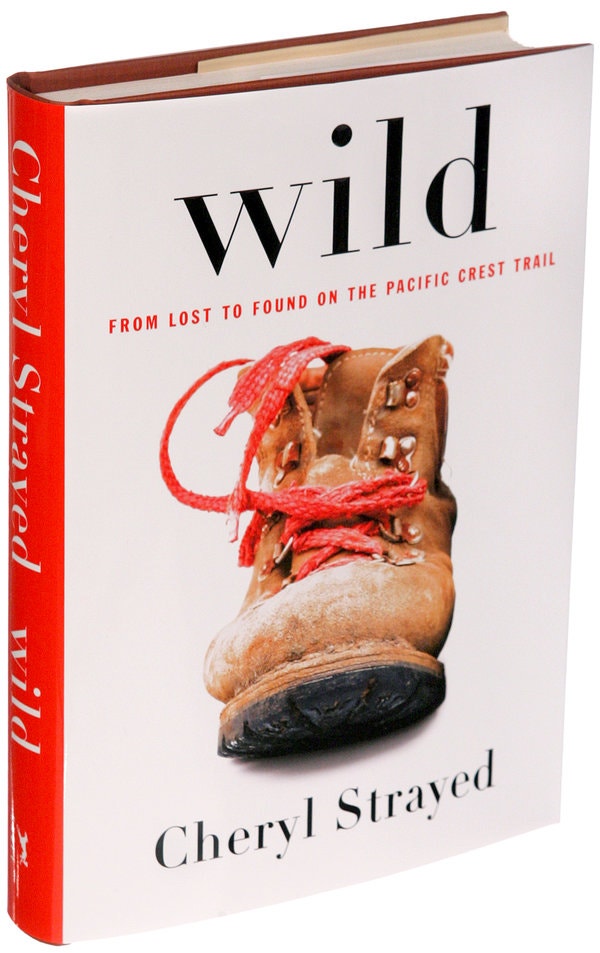 wild
FROM LOST TO FOUND ON THE PACIFIC CREST TRAIL
Cheryl Strayed
Cheryl Strayed wild